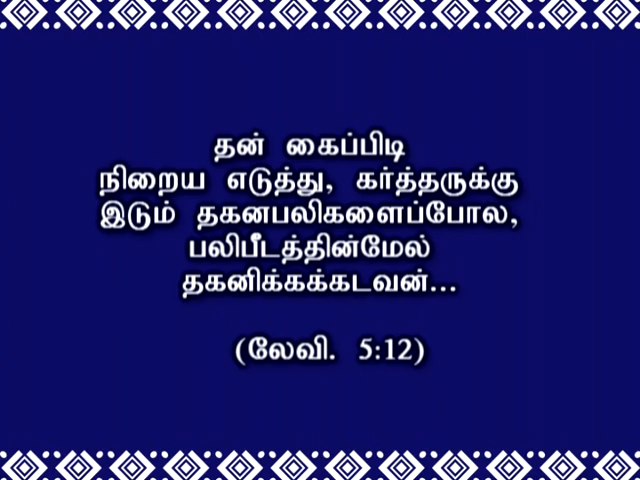 தன் கைப்பிடி
நிறைய எடுத்து, கர்த்தருக்கு
இடும் தகனபலிகளைப்போல,
பலிபீடத்தின்மேல்
தகனிக்கக்கடவன்...
(லேவி. 5:12)